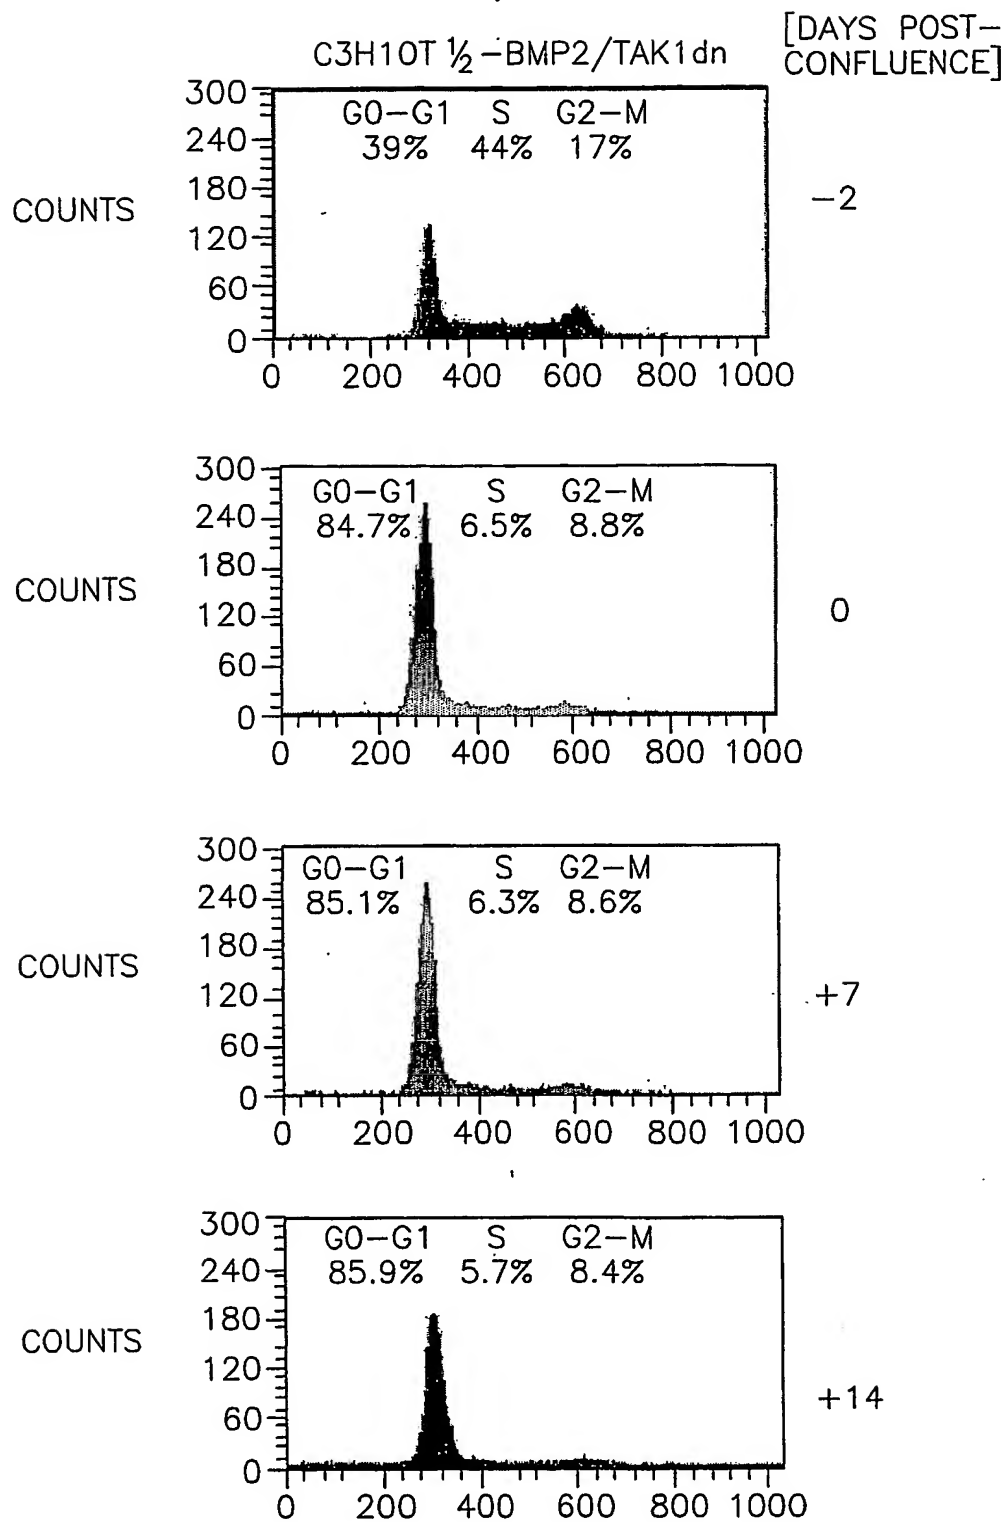 [DAYS POST-
CONFLUENCE]
C3H10T ½-BMP2/TAK1dn
300
240
180
120
60
0
COUNTS
G0-G1 S G2-M
39% 44% 17%
-2
0 200 400 600 800 1000
300
240
180
120
60
0
COUNTS
G0-G1 S G2-M
84.7% 6.5% 8.8%
0
0 200 400 600 800 1000
300
240
180
120
60
0
COUNTS
G0-G1 S G2-M
85.1% 6.3% 8.6%
+7
0 200 400 600 800 1000
300
240
180
120
60
0
COUNTS
G0-G1 S G2-M
85.9% 5.7% 8.4%
+14
0 200 400 600 800 1000